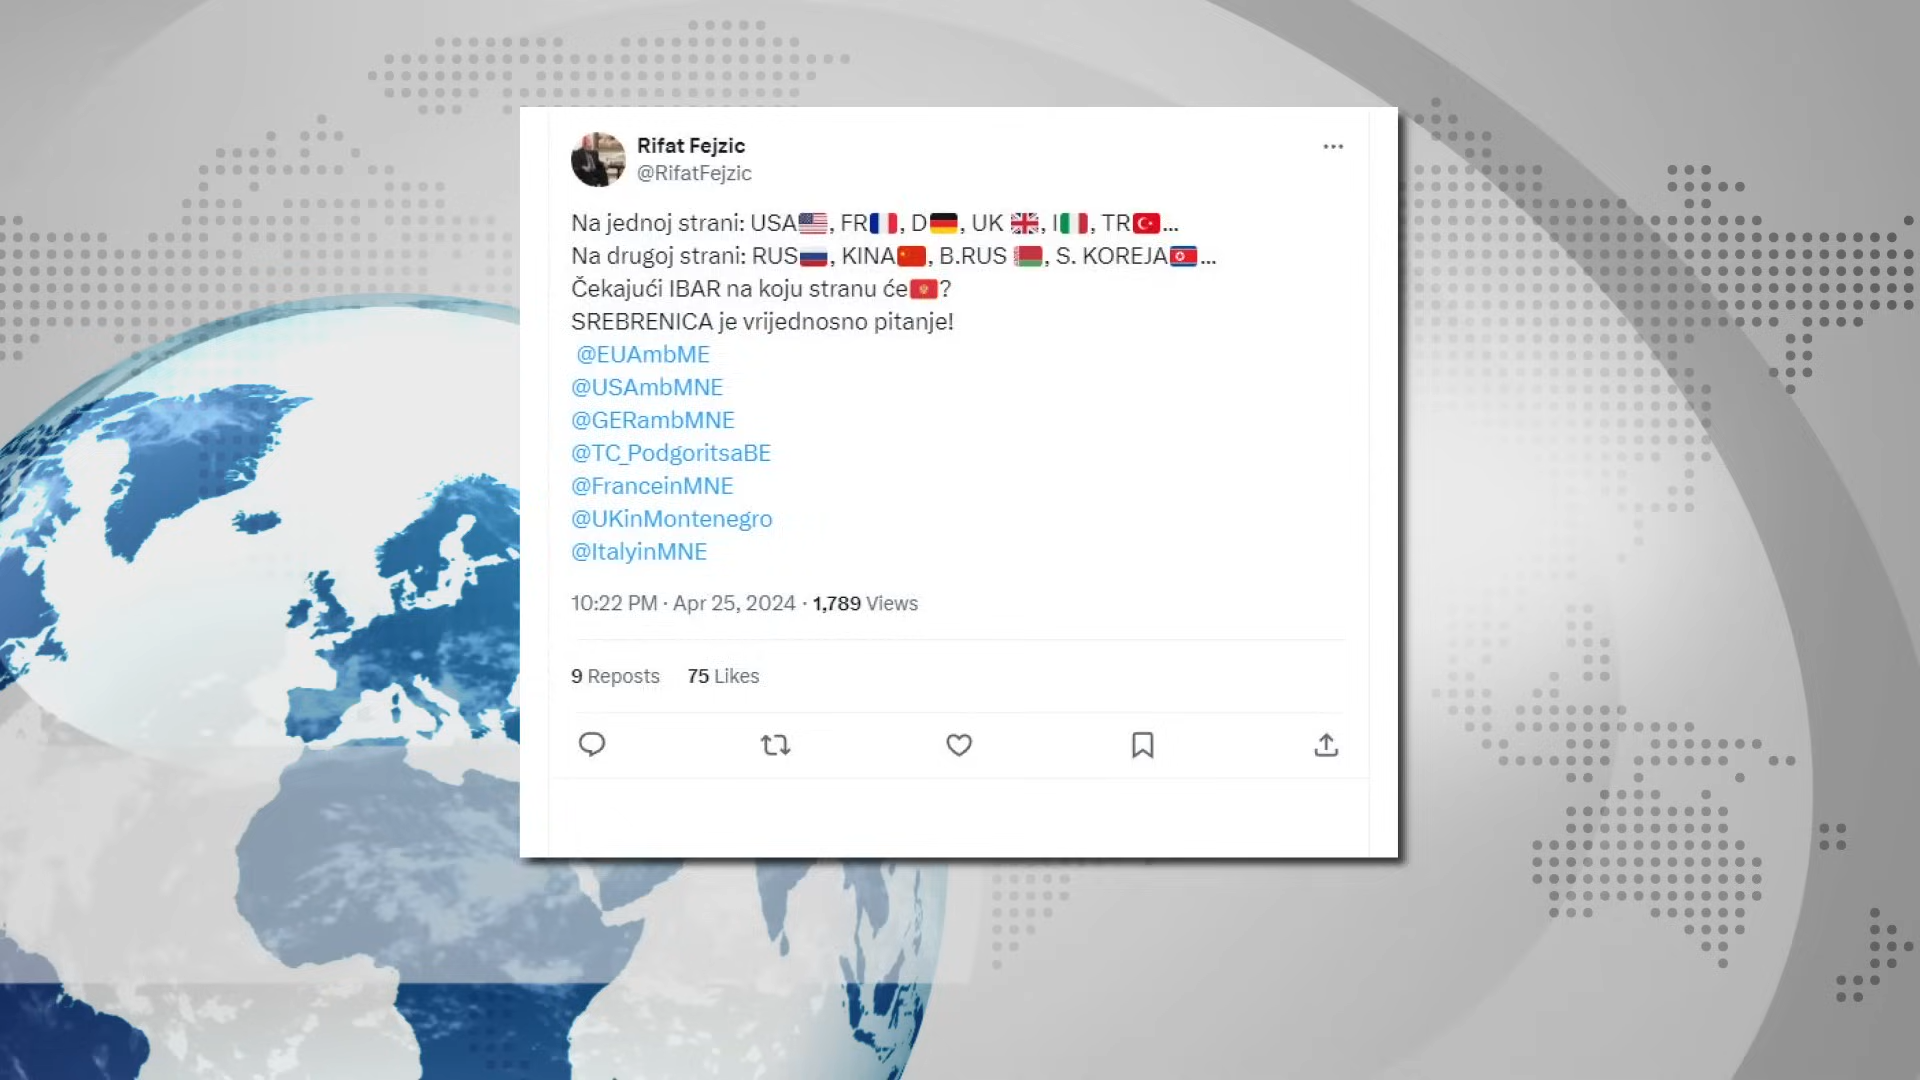 Rifat Fejzic
@RifatFejzic
Na jednoj strani: USA🇺🇸, FR🇫🇷, D🇩🇪, UK 🇬🇧, I🇮🇹, TR🇹🇷...
Na drugoj strani: RUS🇷🇺, KINA🇨🇳, B.RUS 🇧🇾, S. KOREJA🇰🇵...
Čekajući IBAR na koju stranu će🇲🇪?
SREBRENICA je vrijednosno pitanje!
@EUAmbME
@USAmbMNE
@GERambMNE
@TC_PodgoritsaBE
@FranceinMNE
@UKinMontenegro
@ItalyinMNE
10:22 PM · Apr 25, 2024 · 1,789 Views
9 Reposts 75 Likes